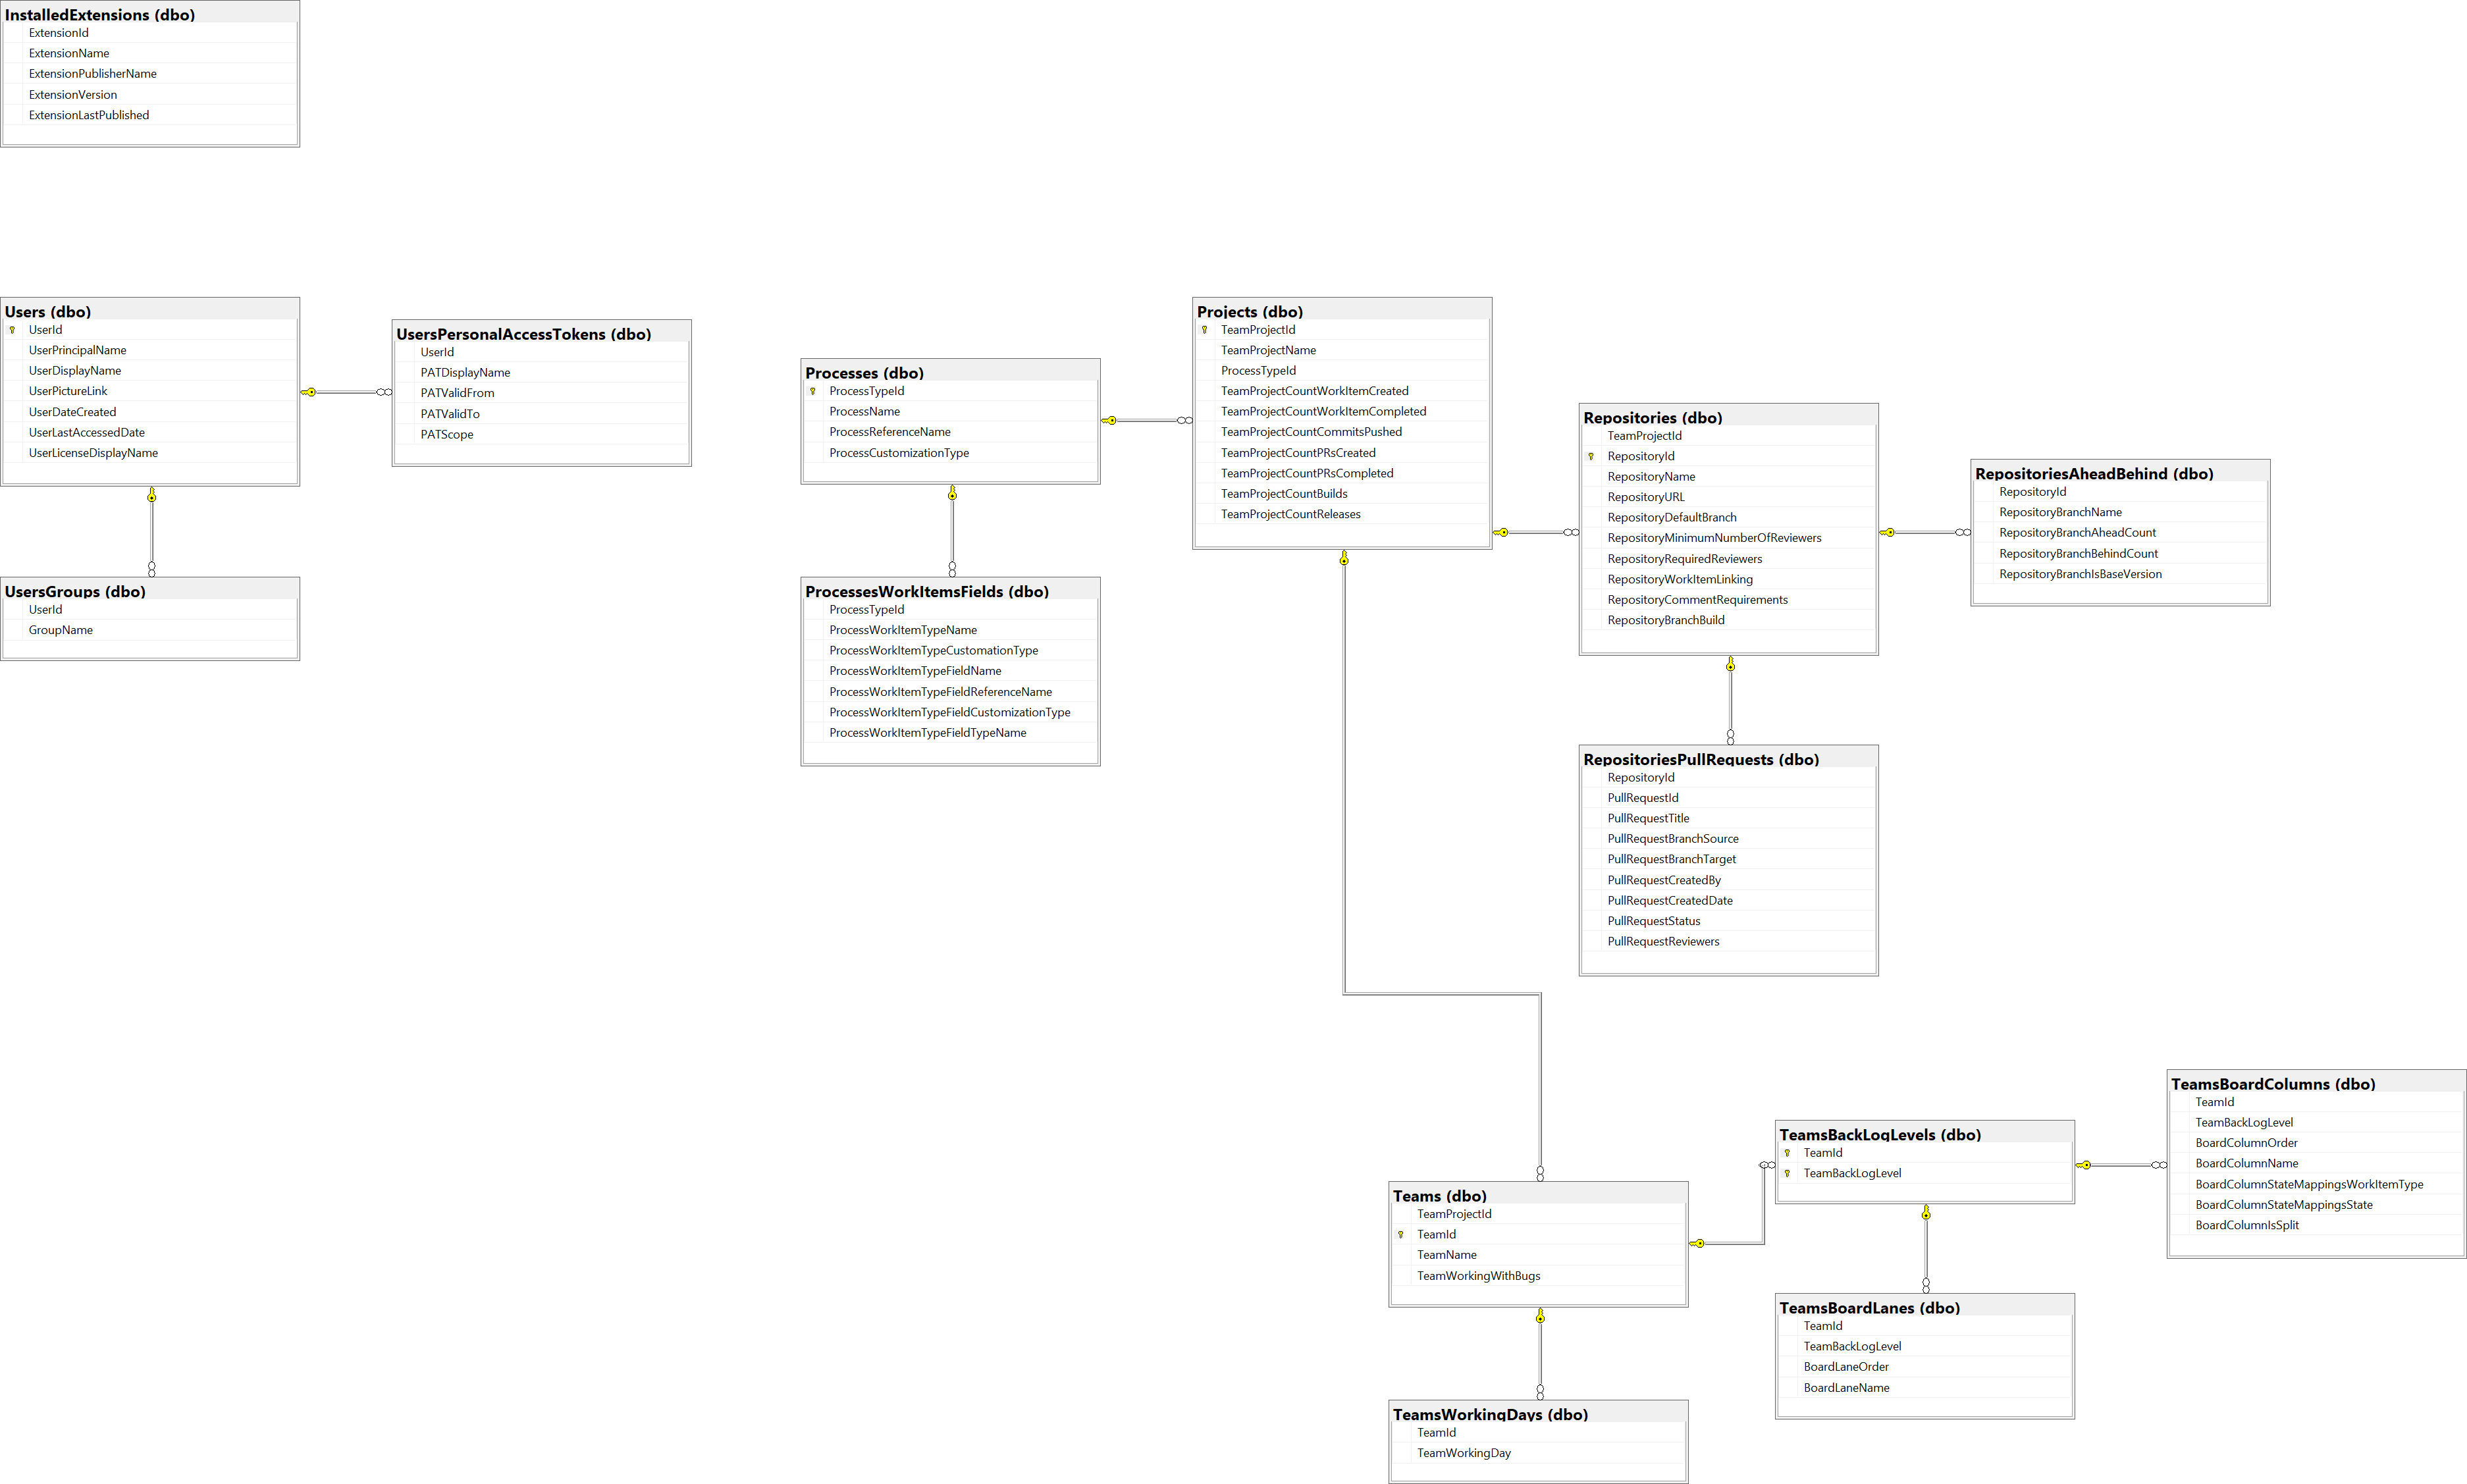 InstalledExtensions (dbo)
ExtensionId
ExtensionName
ExtensionPublisherName
ExtensionVersion
ExtensionLastPublished
Users (dbo)
UserId
UserPrincipalName
UserDisplayName
UserPictureLink
UserDateCreated
UserLastAccessedDate
UserLicenseDisplayName
UsersPersonalAccessTokens (dbo)
UserId
PATDisplayName
PATValidFrom
PATValidTo
PATScope
UsersGroups (dbo)
UserId
GroupName
Processes (dbo)
ProcessTypeId
ProcessName
ProcessReferenceName
ProcessCustomizationType
ProcessesWorkItemsFields (dbo)
ProcessTypeId
ProcessWorkItemTypeName
ProcessWorkItemTypeCustomationType
ProcessWorkItemTypeFieldName
ProcessWorkItemTypeFieldReferenceName
ProcessWorkItemTypeFieldCustomizationType
ProcessWorkItemTypeFieldTypeName
Projects (dbo)
TeamProjectId
TeamProjectName
ProcessTypeId
TeamProjectCountWorkItemCreated
TeamProjectCountWorkItemCompleted
TeamProjectCountCommitsPushed
TeamProjectCountPRsCreated
TeamProjectCountPRsCompleted
TeamProjectCountBuilds
TeamProjectCountReleases
Repositories (dbo)
TeamProjectId
RepositoryId
RepositoryName
RepositoryURL
RepositoryDefaultBranch
RepositoryMinimumNumberOfReviewers
RepositoryRequiredReviewers
RepositoryWorkItemLinking
RepositoryCommentRequirements
RepositoryBranchBuild
RepositoriesAheadBehind (dbo)
RepositoryId
RepositoryBranchName
RepositoryBranchAheadCount
RepositoryBranchBehindCount
RepositoryBranchIsBaseVersion
RepositoriesPullRequests (dbo)
RepositoryId
PullRequestId
PullRequestTitle
PullRequestBranchSource
PullRequestBranchTarget
PullRequestCreatedBy
PullRequestCreatedDate
PullRequestStatus
PullRequestReviewers
Teams (dbo)
TeamProjectId
TeamId
TeamName
TeamWorkingWithBugs
TeamsBackLogLevels (dbo)
TeamId
TeamBackLogLevel
TeamsBoardColumns (dbo)
TeamId
TeamBackLogLevel
BoardColumnOrder
BoardColumnName
BoardColumnStateMappingsWorkItemType
BoardColumnStateMappingsState
BoardColumnIsSplit
TeamsBoardLanes (dbo)
TeamId
TeamBackLogLevel
BoardLaneOrder
BoardLaneName
TeamsWorkingDays (dbo)
TeamId
TeamWorkingDay